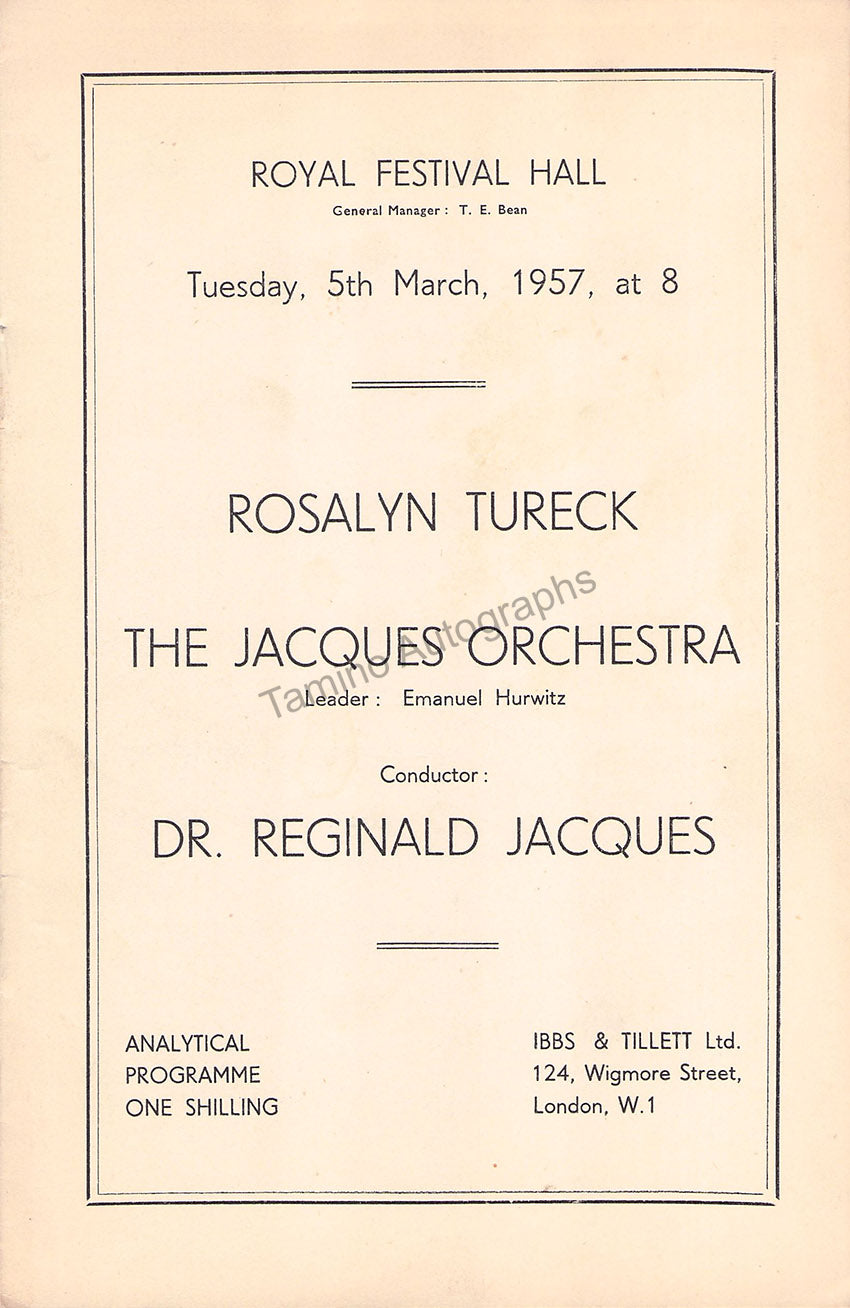 ROYAL FESTIVAL HALL
General Manager : T. E. Bean
Tuesday, 5th March, 1957, at 8
ROSALYN TURECK
THE JACQUES ORCHESTRA
Tamino Autographs
Leader : Emanuel Hurwitz
Conductor :
DR. REGINALD JACQUES
ANALYTICAL
PROGRAMME
ONE SHILLING
IBBS & TILLETT Ltd.
124, Wigmore Street,
London, W.1